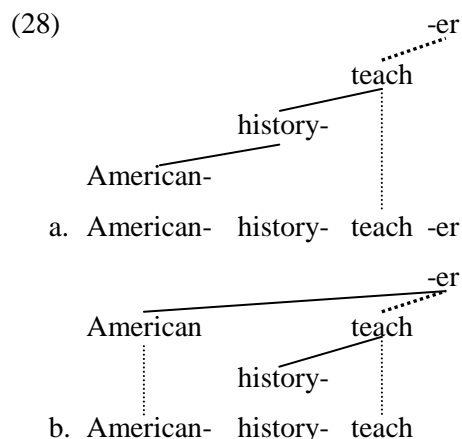 (28) -er
teach
history-
American-
a. American- history- teach -er
-er
American teach
history-
b. American- history- teach